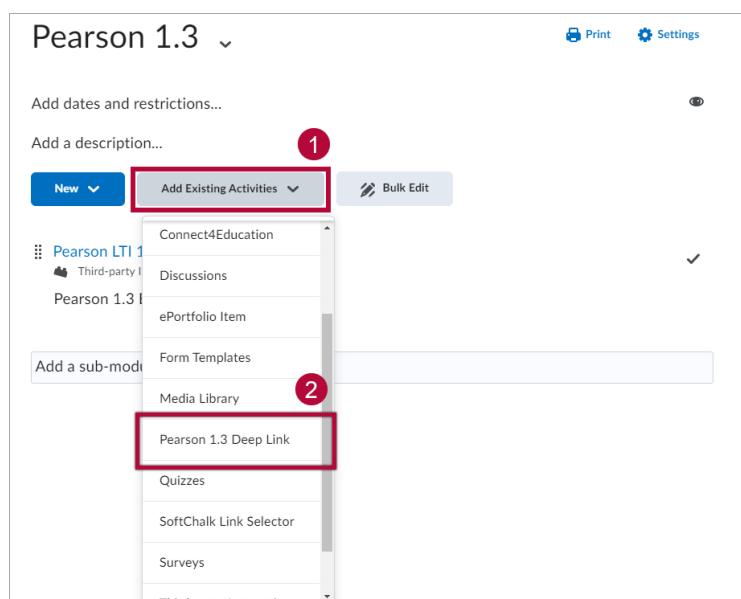 Pearson 1.3
Print Settings
Add dates and restrictions...
Add a description...
1
New Add Existing Activities Bulk Edit
Connect4Education
Pearson LTI 1
Third-party I
Discussions
Pearson 1.3
ePortfolio Item
Form Templates
Add a sub-modu
2
Media Library
Pearson 1.3 Deep Link
Quizzes
SoftChalk Link Selector
Surveys